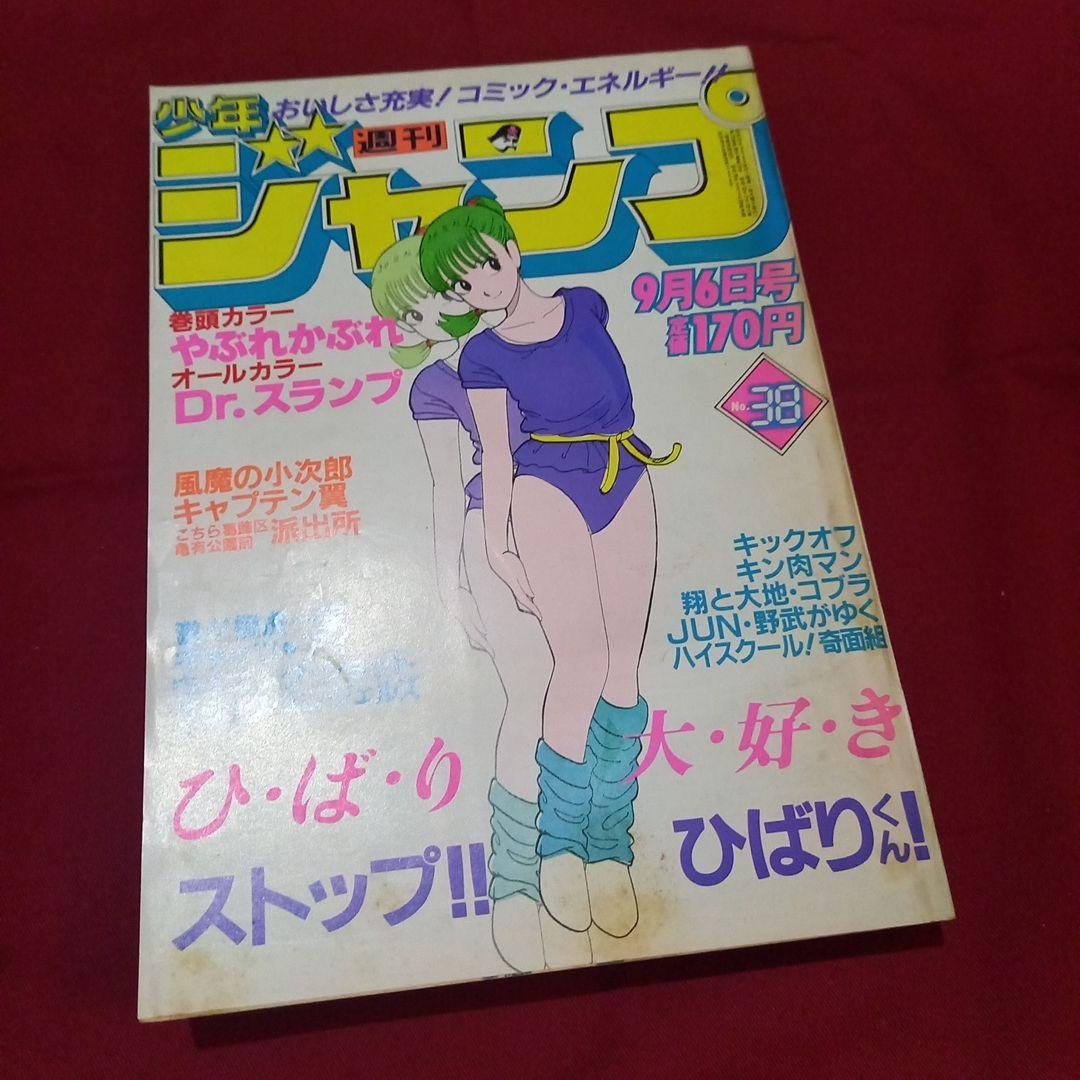 おいしさ充実！コミック・エネルギー!!
少年
週刊
ジャンプ
9月6日号
定価170円
No.38
巻頭カラー
やぶれかぶれ
オールカラー
Dr.スランプ
風魔の小次郎
キャプテン翼
こちら葛飾区
亀有公園前
派出所
キックオフ
キン肉マン
翔と大地・コブラ
JUN・野武がゆく
ハイスクール！奇面組
ひ・ば・り
大・好・き
ストップ!!
ひばりくん!